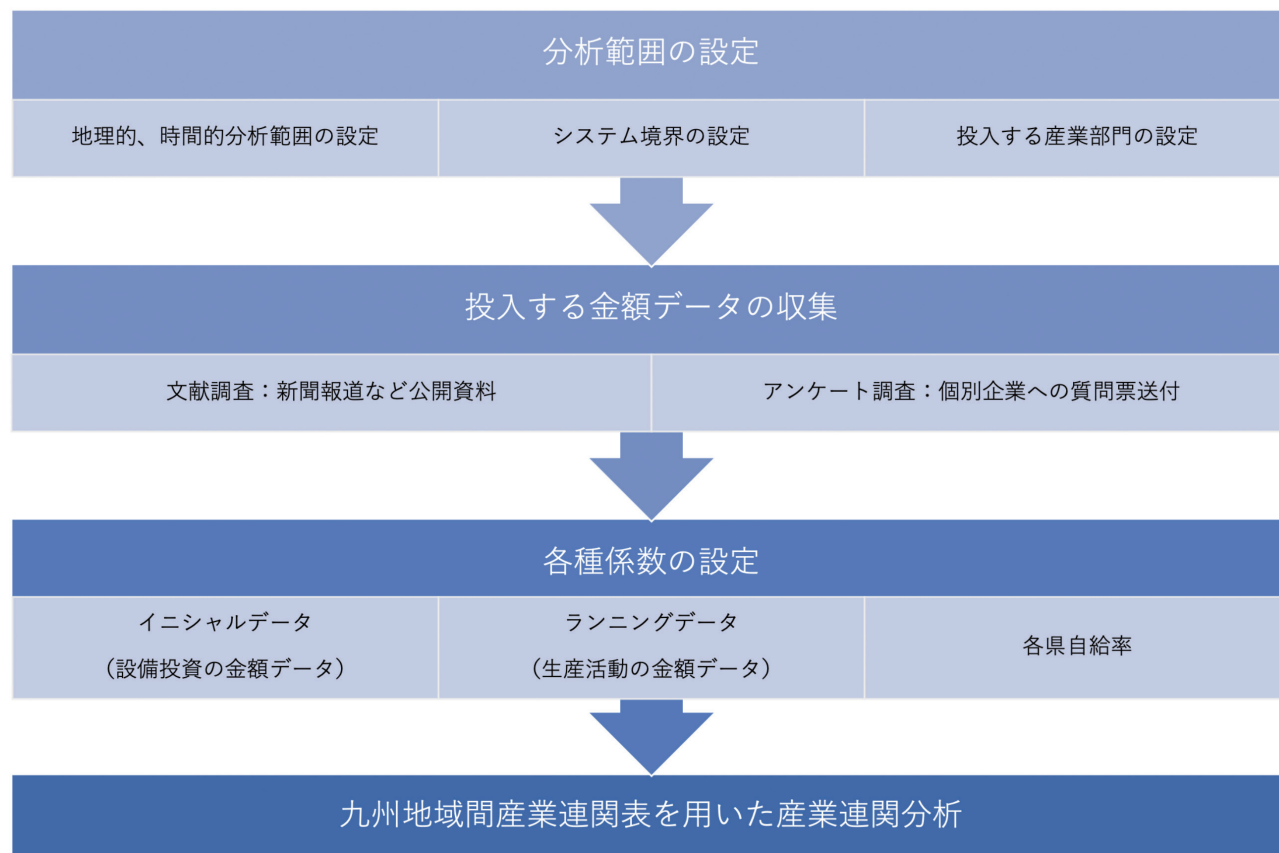 分析範囲の設定
地理的、時間的分析範囲の設定
システム境界の設定
投入する産業部門の設定
投入する金額データの収集
文献調査：新聞報道など公開資料
アンケート調査：個別企業への質問票送付
各種係数の設定
イニシャルデータ
（設備投資の金額データ）
ランニングデータ
（生産活動の金額データ）
各県自給率
九州地域間産業連関表を用いた産業連関分析